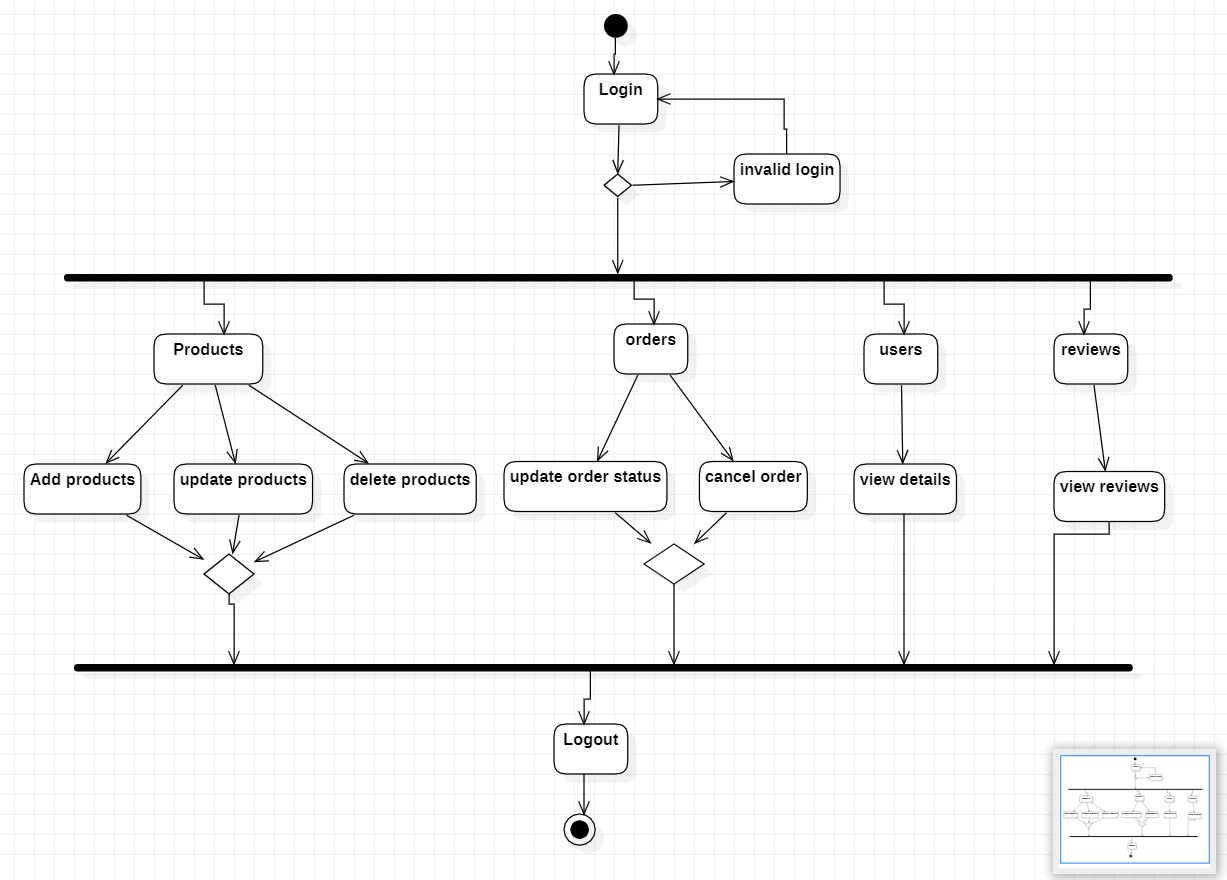 Login
invalid login
Products
orders
users
reviews
Add products
update products
delete products
update order status
cancel order
view details
view reviews
Logout